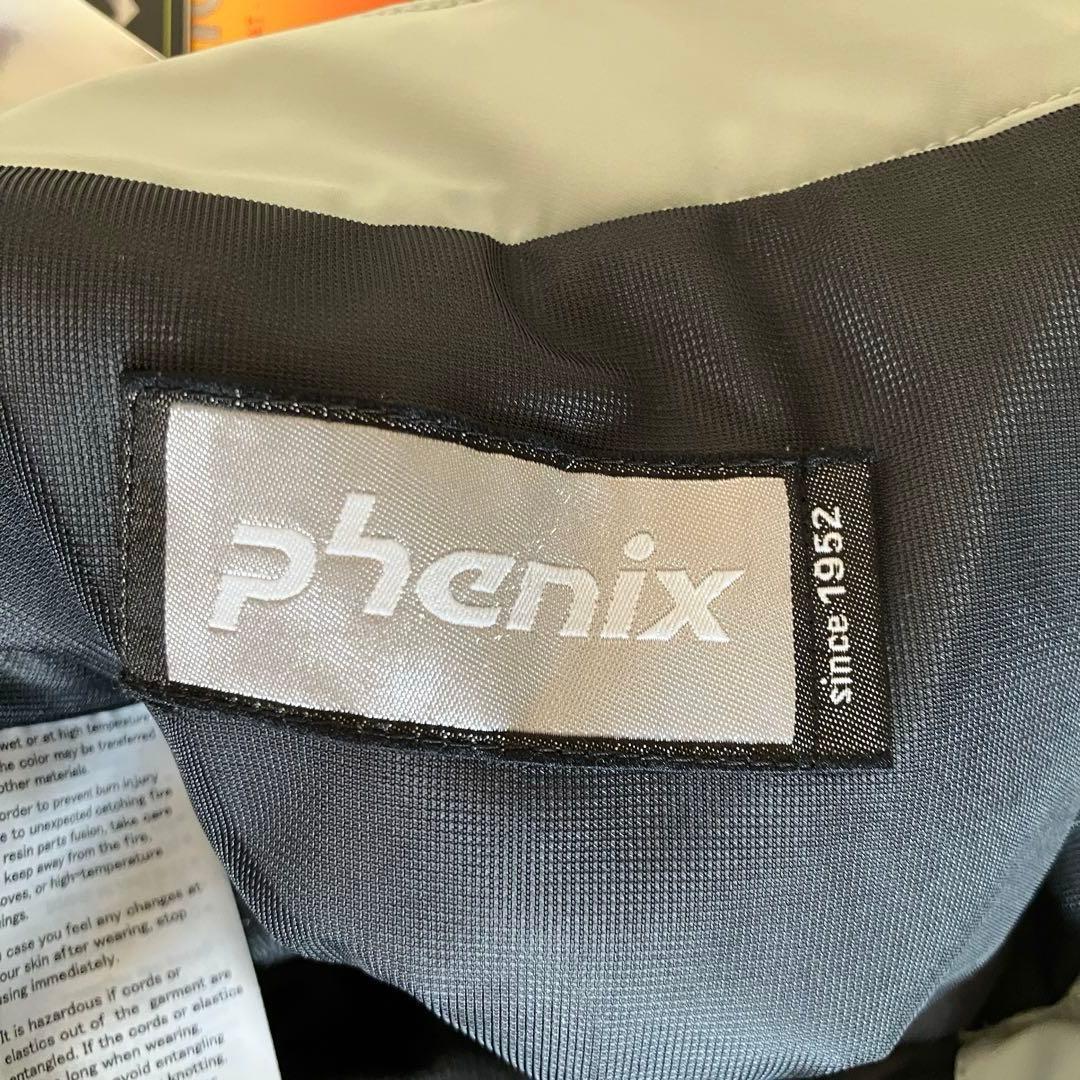 phenix
since 1952
wet or at high temperature
he color may be transferred
other materials.
order to prevent burn injury
e to unexpected catching fire
resin parts fusion, take care
keep away from the fire,
oves, or high-temperature
ings.
case you feel any changes at
our skin after wearing, stop
using immediately.
It is hazardous if cords or
elastics out of the garment are
entangled. If the cords or elastics
long when wearing,
avoid entangling
knotting.